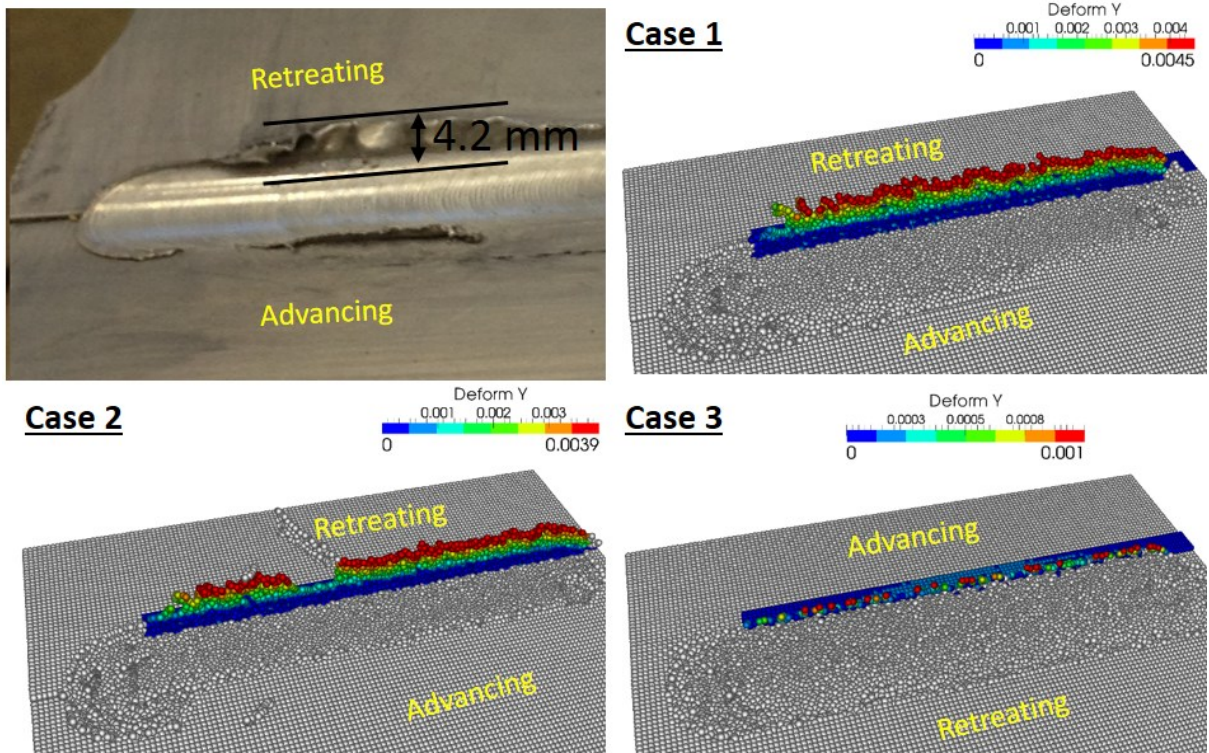 Retreating
4.2 mm
Advancing
Case 1
Deform Y
0.001 0.002 0.003 0.004
0 0.0045
Retreating
Advancing
Case 2
Deform Y
0.001 0.002 0.003
0 0.0039
Retreating
Advancing
Case 3
Deform Y
0.0003 0.0005 0.0008
0 0.001
Advancing
Retreating